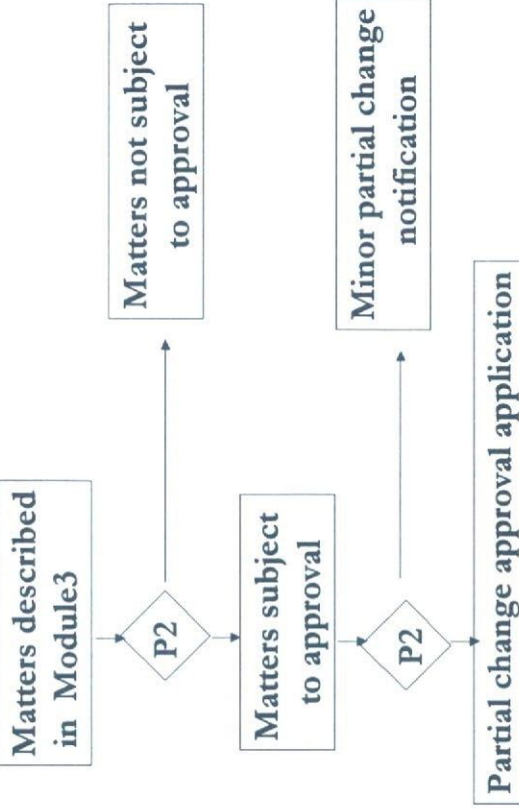 Matters described
in Module3
P2
Matters not subject
to approval
Matters subject
to approval
P2
Minor partial change
notification
Partial change approval application